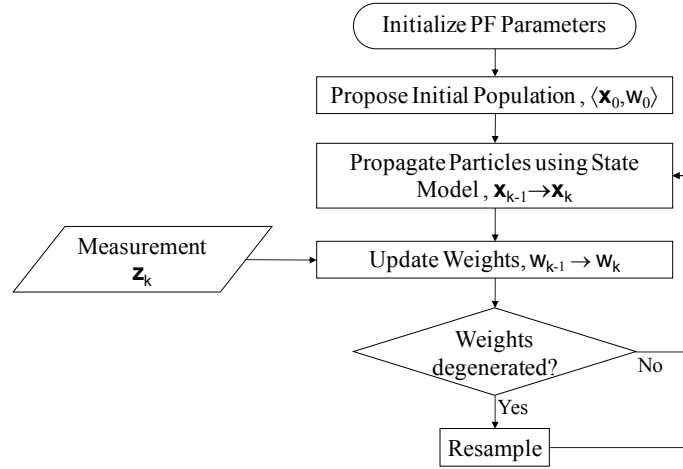 Initialize PF Parameters
Propose Initial Population , ⟨x₀,w₀⟩
Propagate Particles using State
Model , xₖ₋₁→xₖ
Measurement
zₖ
Update Weights, wₖ₋₁ → wₖ
Weights
degenerated?
No
Yes
Resample